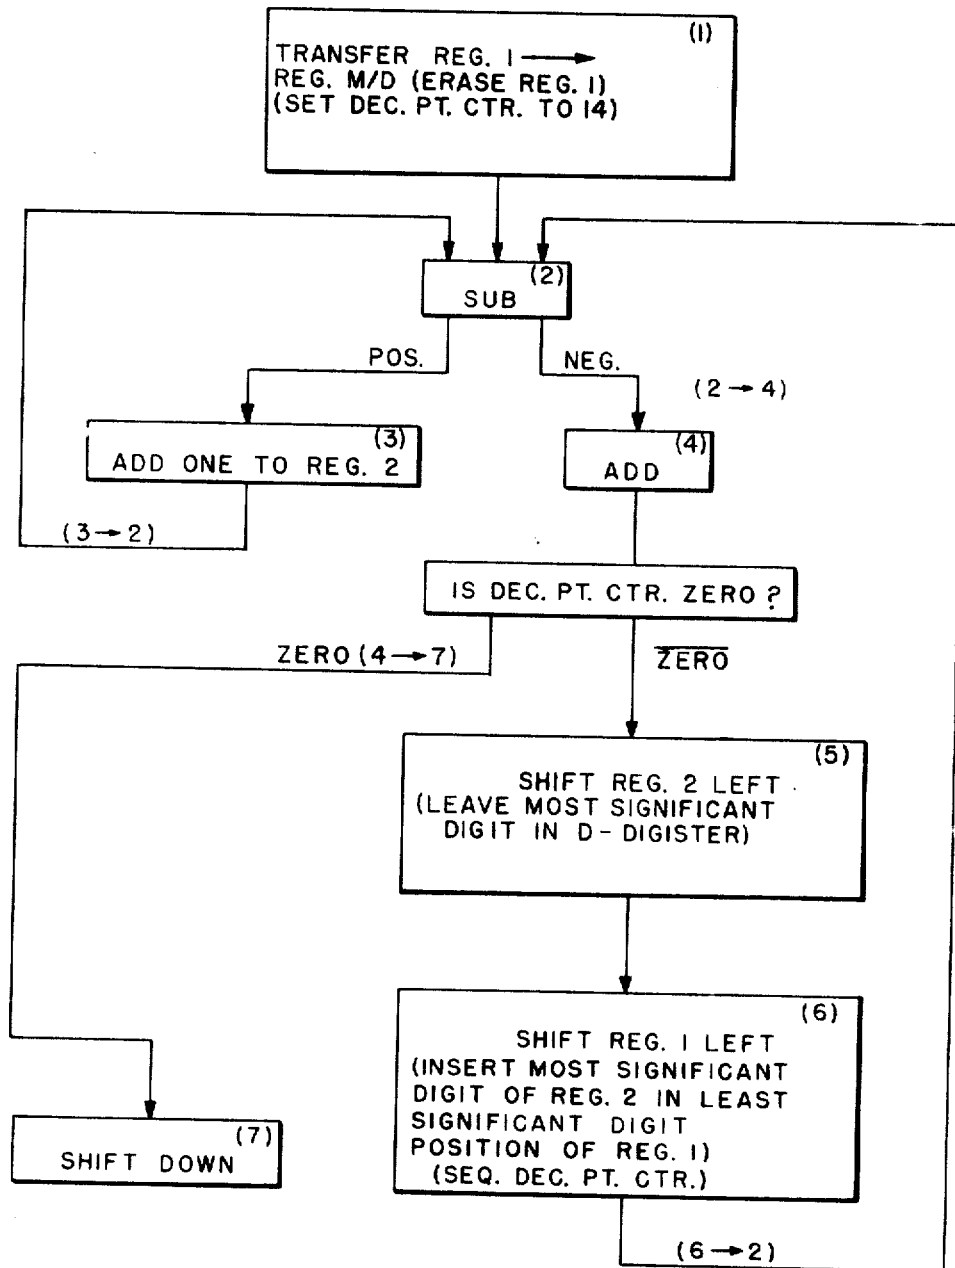 (1)
TRANSFER REG. 1 →
REG. M/D (ERASE REG. 1)
(SET DEC. PT. CTR. TO 14)
(2)
SUB
POS.
NEG.
(2→4)
(3)
ADD ONE TO REG. 2
(4)
ADD
(3→2)
IS DEC. PT. CTR. ZERO ?
ZERO (4→7)
Z̅E̅R̅O̅
(5)
SHIFT REG. 2 LEFT
(LEAVE MOST SIGNIFICANT
DIGIT IN D-DIGISTER)
(6)
SHIFT REG. 1 LEFT
(INSERT MOST SIGNIFICANT
DIGIT OF REG. 2 IN LEAST
SIGNIFICANT DIGIT
POSITION OF REG. 1)
(SEQ. DEC. PT. CTR.)
(7)
SHIFT DOWN
(6→2)